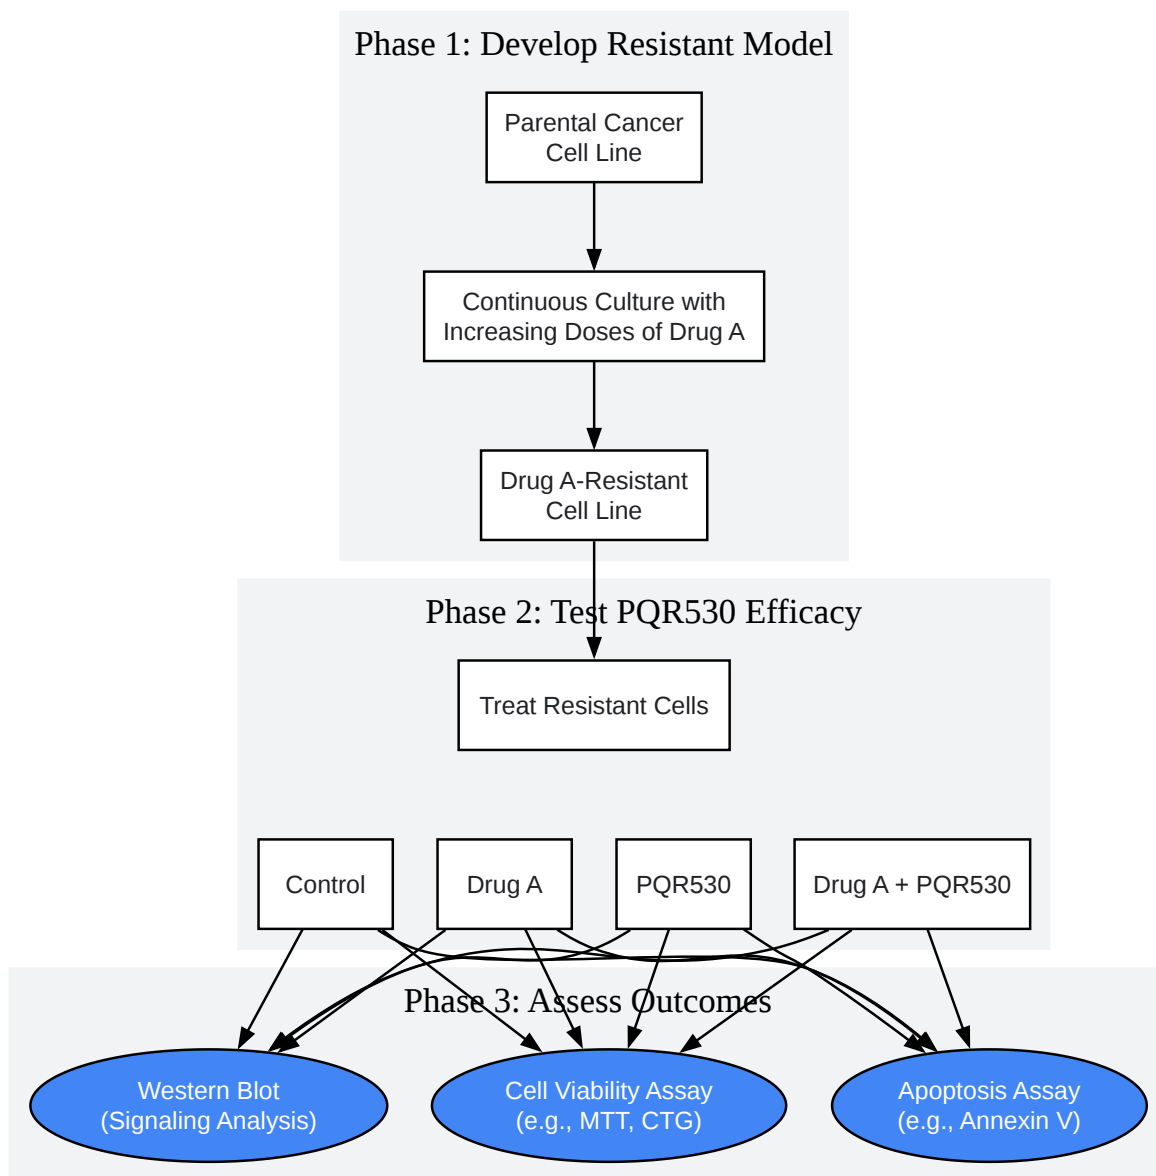 Phase 1: Develop Resistant Model
Parental Cancer
Cell Line
Continuous Culture with
Increasing Doses of Drug A
Drug A-Resistant
Cell Line
Phase 2: Test PQR530 Efficacy
Treat Resistant Cells
Control
Drug A
PQR530
Drug A + PQR530
Phase 3: Assess Outcomes
Western Blot
(Signaling Analysis)
Cell Viability Assay
(e.g., MTT, CTG)
Apoptosis Assay
(e.g., Annexin V)